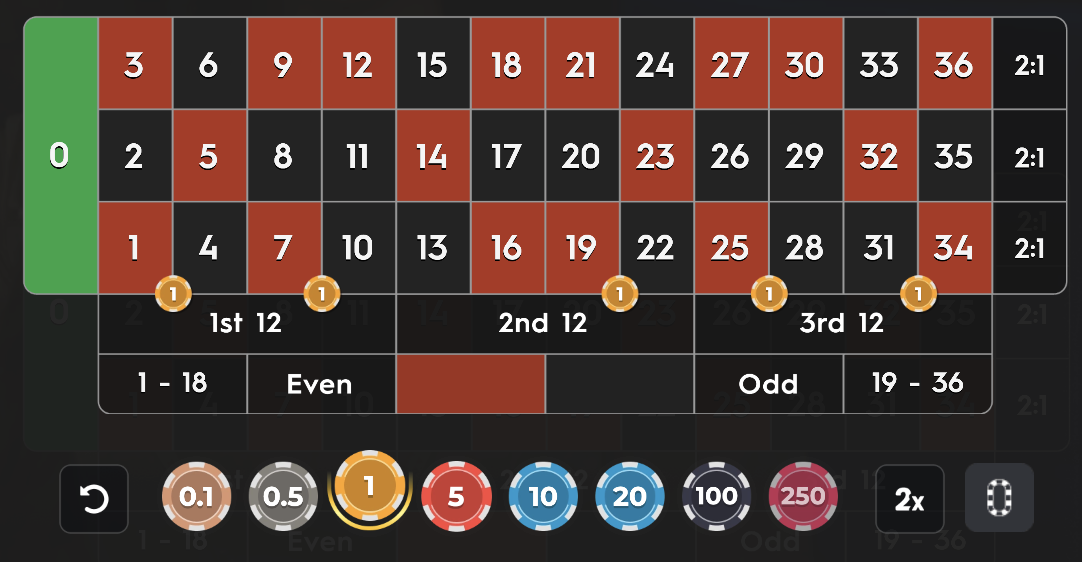 3 6 9 12 15 18 21 24 27 30 33 36 2:1
0 2 5 8 11 14 17 20 23 26 29 32 35 2:1
1 4 7 10 13 16 19 22 25 28 31 34 2:1
1 1 1 1 1
1st 12 2nd 12 3rd 12
1 - 18 Even Odd 19 - 36
0.1 0.5 1 5 10 20 100 250 2x